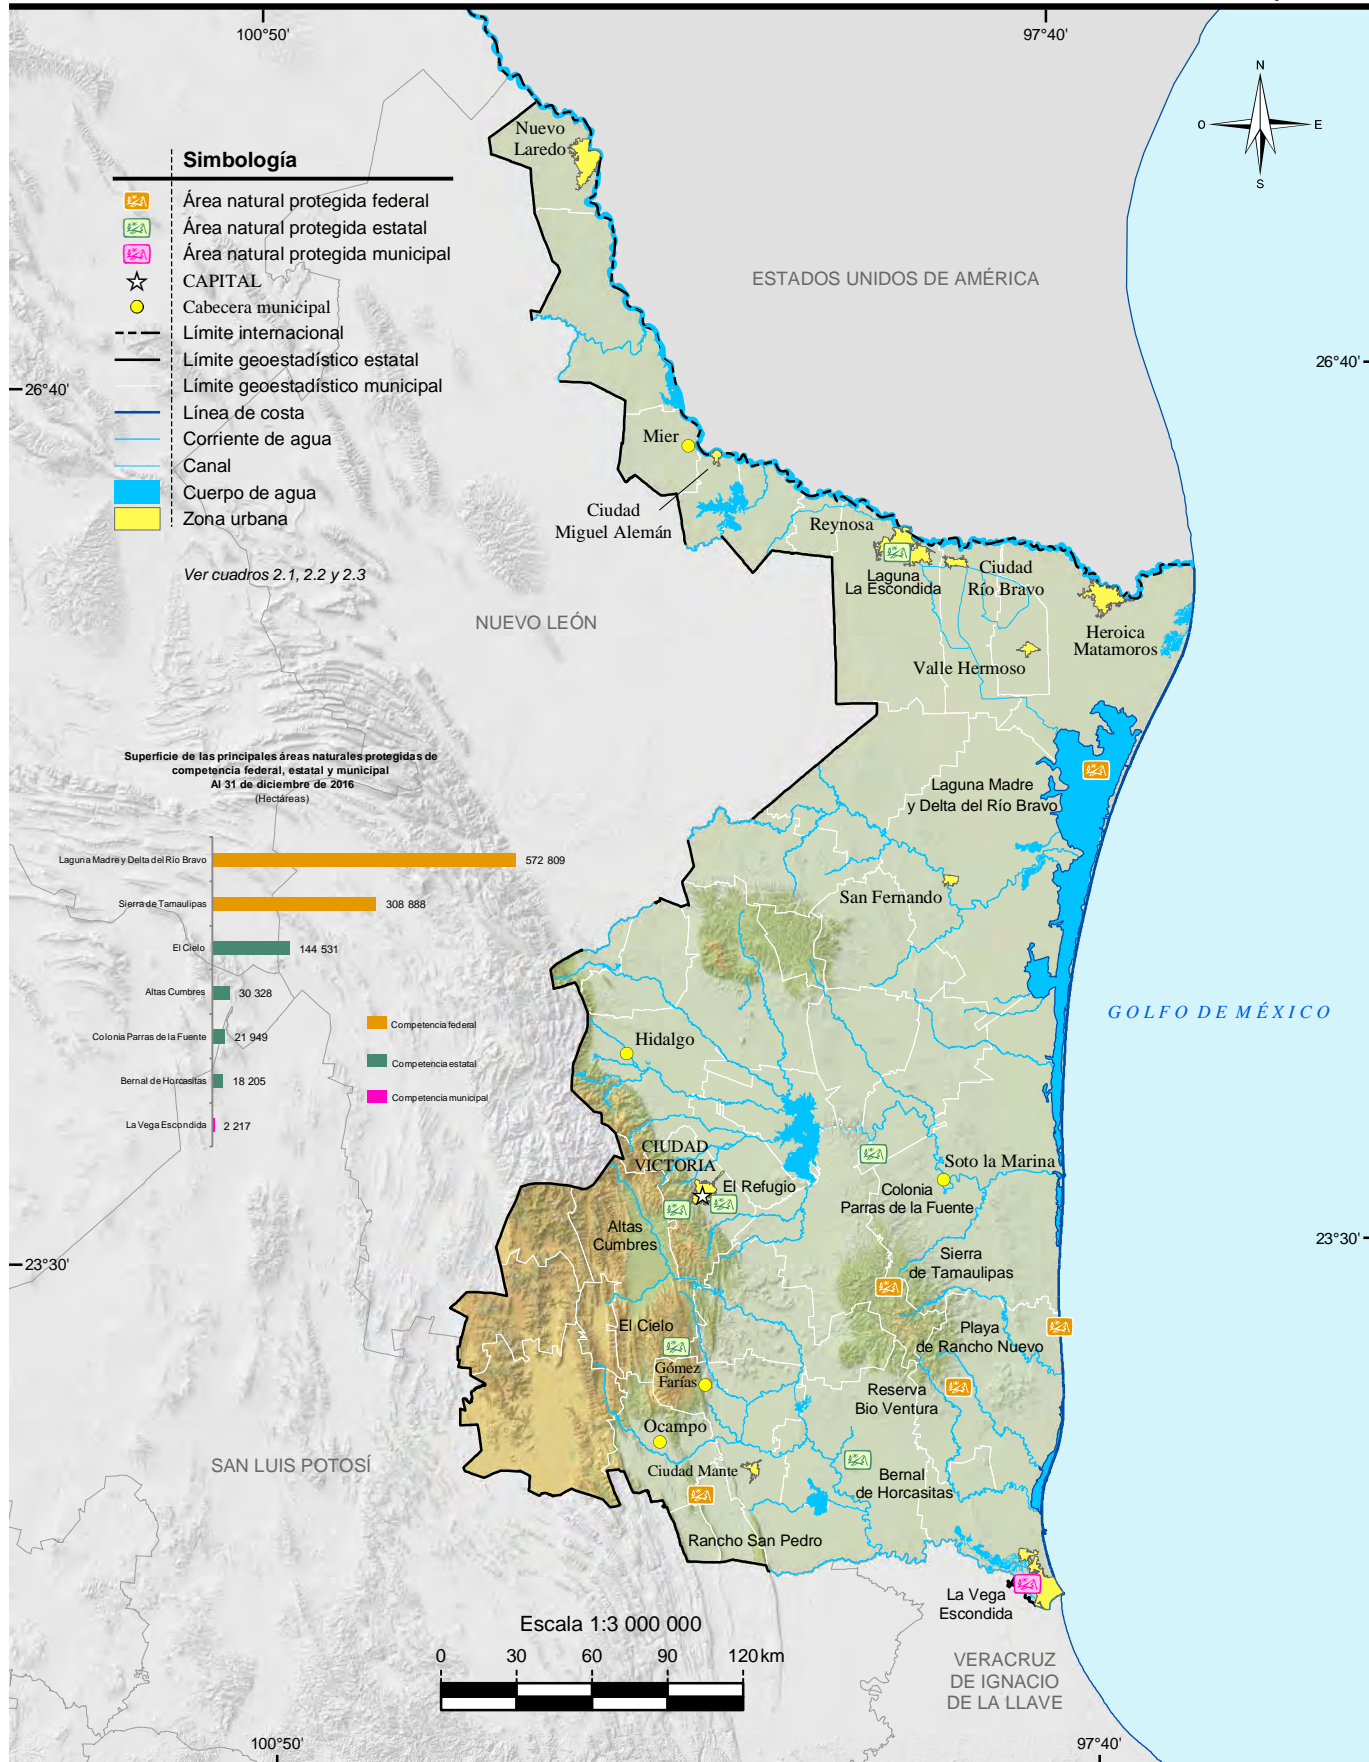 100°50'
97°40'
N
O
E
S
Simbología
Área natural protegida federal
Área natural protegida estatal
Área natural protegida municipal
CAPITAL
Cabecera municipal
Límite internacional
Límite geoestadístico estatal
Límite geoestadístico municipal
Línea de costa
Corriente de agua
Canal
Cuerpo de agua
Zona urbana
Ver cuadros 2.1, 2.2 y 2.3
26°40'
26°40'
Nuevo
Laredo
ESTADOS UNIDOS DE AMÉRICA
Mier
Ciudad
Miguel Alemán
Reynosa
Laguna
La Escondida
Ciudad
Río Bravo
Heroica
Matamoros
Valle Hermoso
NUEVO LEÓN
Laguna Madre
y Delta del Río Bravo
San Fernando
Superficie de las principales áreas naturales protegidas de
competencia federal, estatal y municipal
Al 31 de diciembre de 2016
(Hectáreas)
Laguna Madre y Delta del Río Bravo
572 809
Sierra de Tamaulipas
308 888
El Cielo
144 531
Altas Cumbres
30 328
Colonia Parras de la Fuente
21 949
Bernal de Horcasitas
18 205
La Vega Escondida
2 217
Competencia federal
Competencia estatal
Competencia municipal
GOLFO DE MÉXICO
Hidalgo
CIUDAD
VICTORIA
El Refugio
Soto la Marina
Colonia
Parras de la Fuente
Altas
Cumbres
Sierra
de Tamaulipas
23°30'
23°30'
El Cielo
Playa
de Rancho Nuevo
Gómez
Farías
Reserva
Bio Ventura
Ocampo
Ciudad Mante
Bernal
de Horcasitas
SAN LUIS POTOSÍ
Rancho San Pedro
La Vega
Escondida
Escala 1:3 000 000
0 30 60 90 120 km
VERACRUZ
DE IGNACIO
DE LA LLAVE
100°50'
97°40'